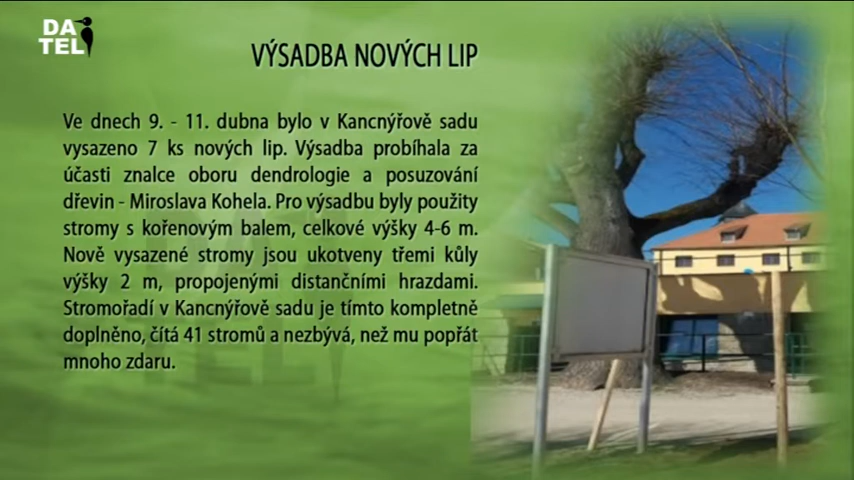 DA
TEL
VÝSADBA NOVÝCH LIP
Ve dnech 9. - 11. dubna bylo v Kancnýřově sadu
vysazeno 7 ks nových lip. Výsadba probíhala za
účasti znalce oboru dendrologie a posuzování
dřevin - Miroslava Kohela. Pro výsadbu byly použity
stromy s kořenovým balem, celkové výšky 4-6 m.
Nově vysazené stromy jsou ukotveny třemi kůly
výšky 2 m, propojenými distančními hrazdami.
Stromořadí v Kancnýřově sadu je tímto kompletně
doplněno, čítá 41 stromů a nezbývá, než mu popřát
mnoho zdaru.